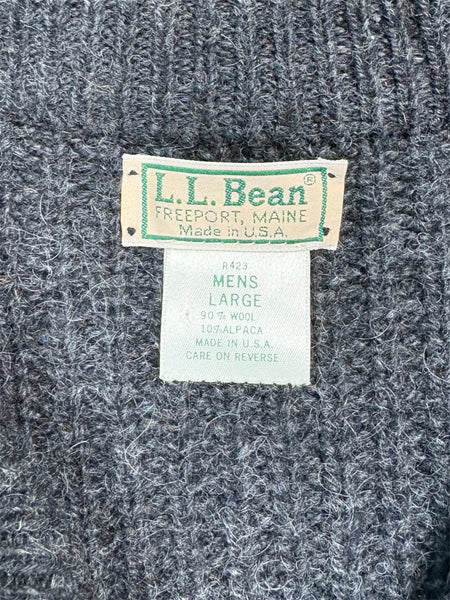 L.L.Bean®
FREEPORT, MAINE
Made in U.S.A.
R423
MENS
LARGE
90% WOOL
10% ALPACA
MADE IN U.S.A.
CARE ON REVERSE